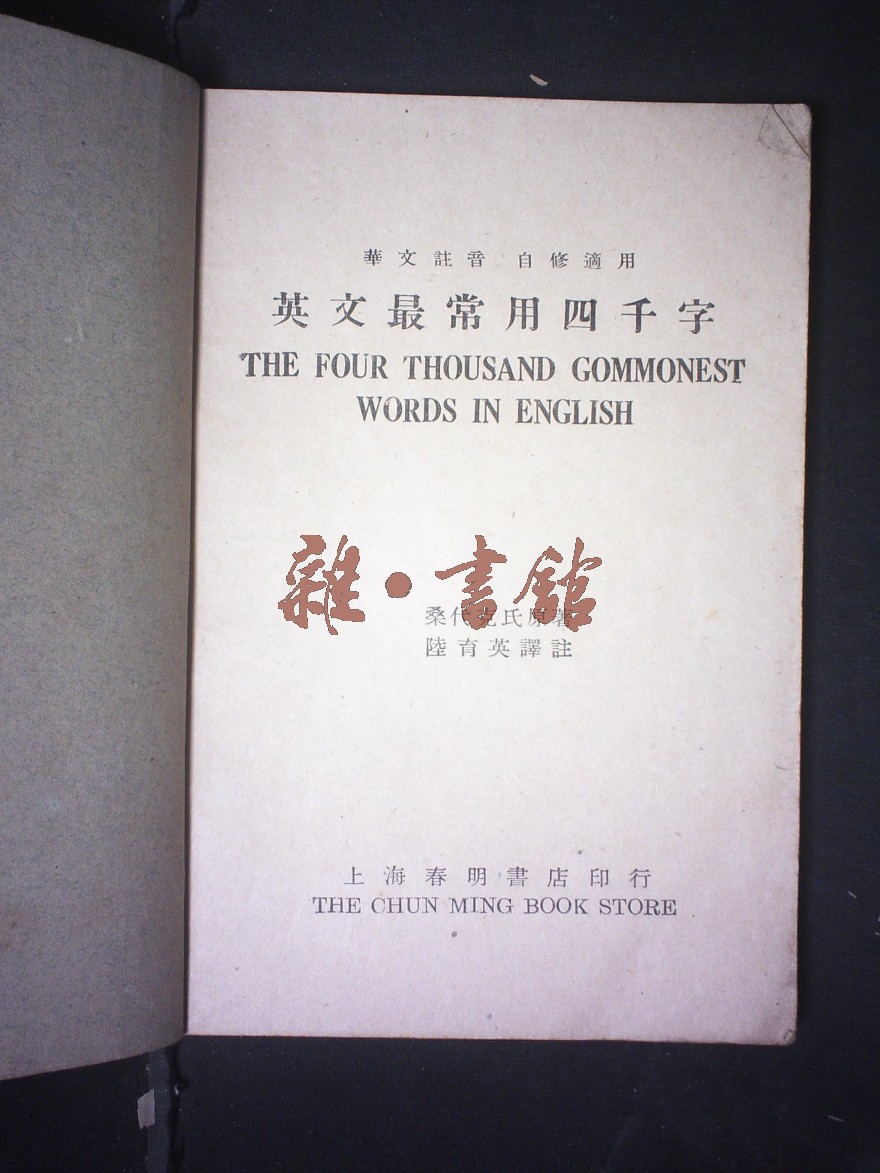 華文註音 自修適用
英文最常用四千字
THE FOUR THOUSAND GOMMONEST
WORDS IN ENGLISH
雜·書館
桑代克氏原著
陸育英譯註
上海春明書店印行
THE CHUN MING BOOK STORE